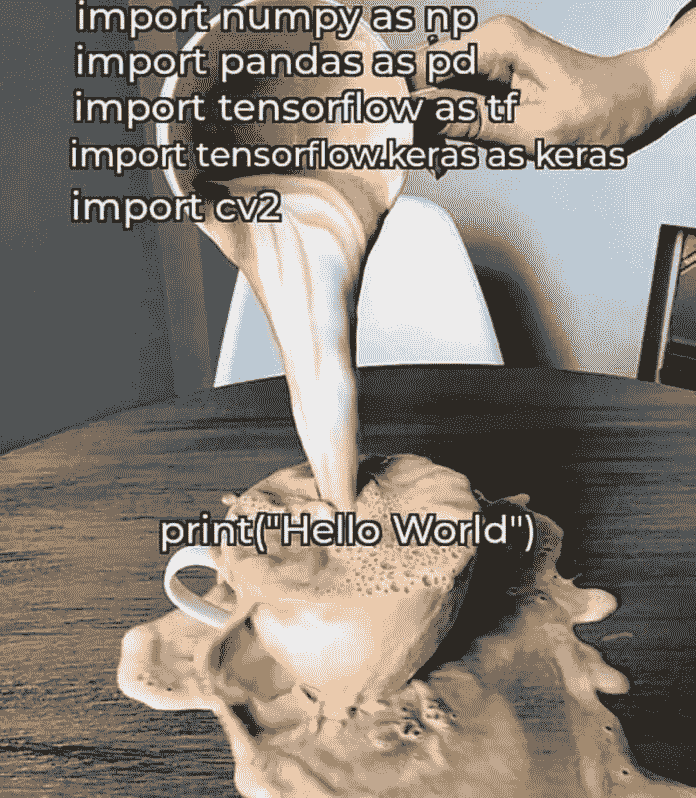 import numpy as np
import pandas as pd
import tensorflow as tf
import tensorflow.keras as keras
import cv2
print("Hello World")